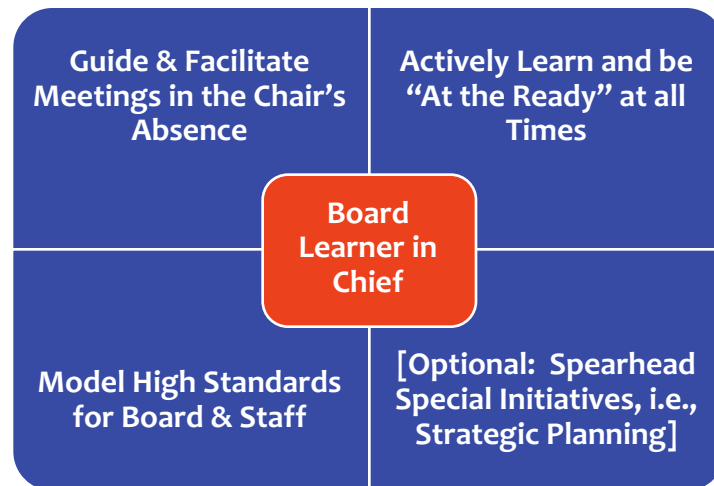 Guide & Facilitate
Meetings in the Chair’s
Absence
Actively Learn and be
“At the Ready” at all
Times
Board
Learner in
Chief
Model High Standards
for Board & Staff
[Optional:  Spearhead
Special Initiatives, i.e.,
Strategic Planning]